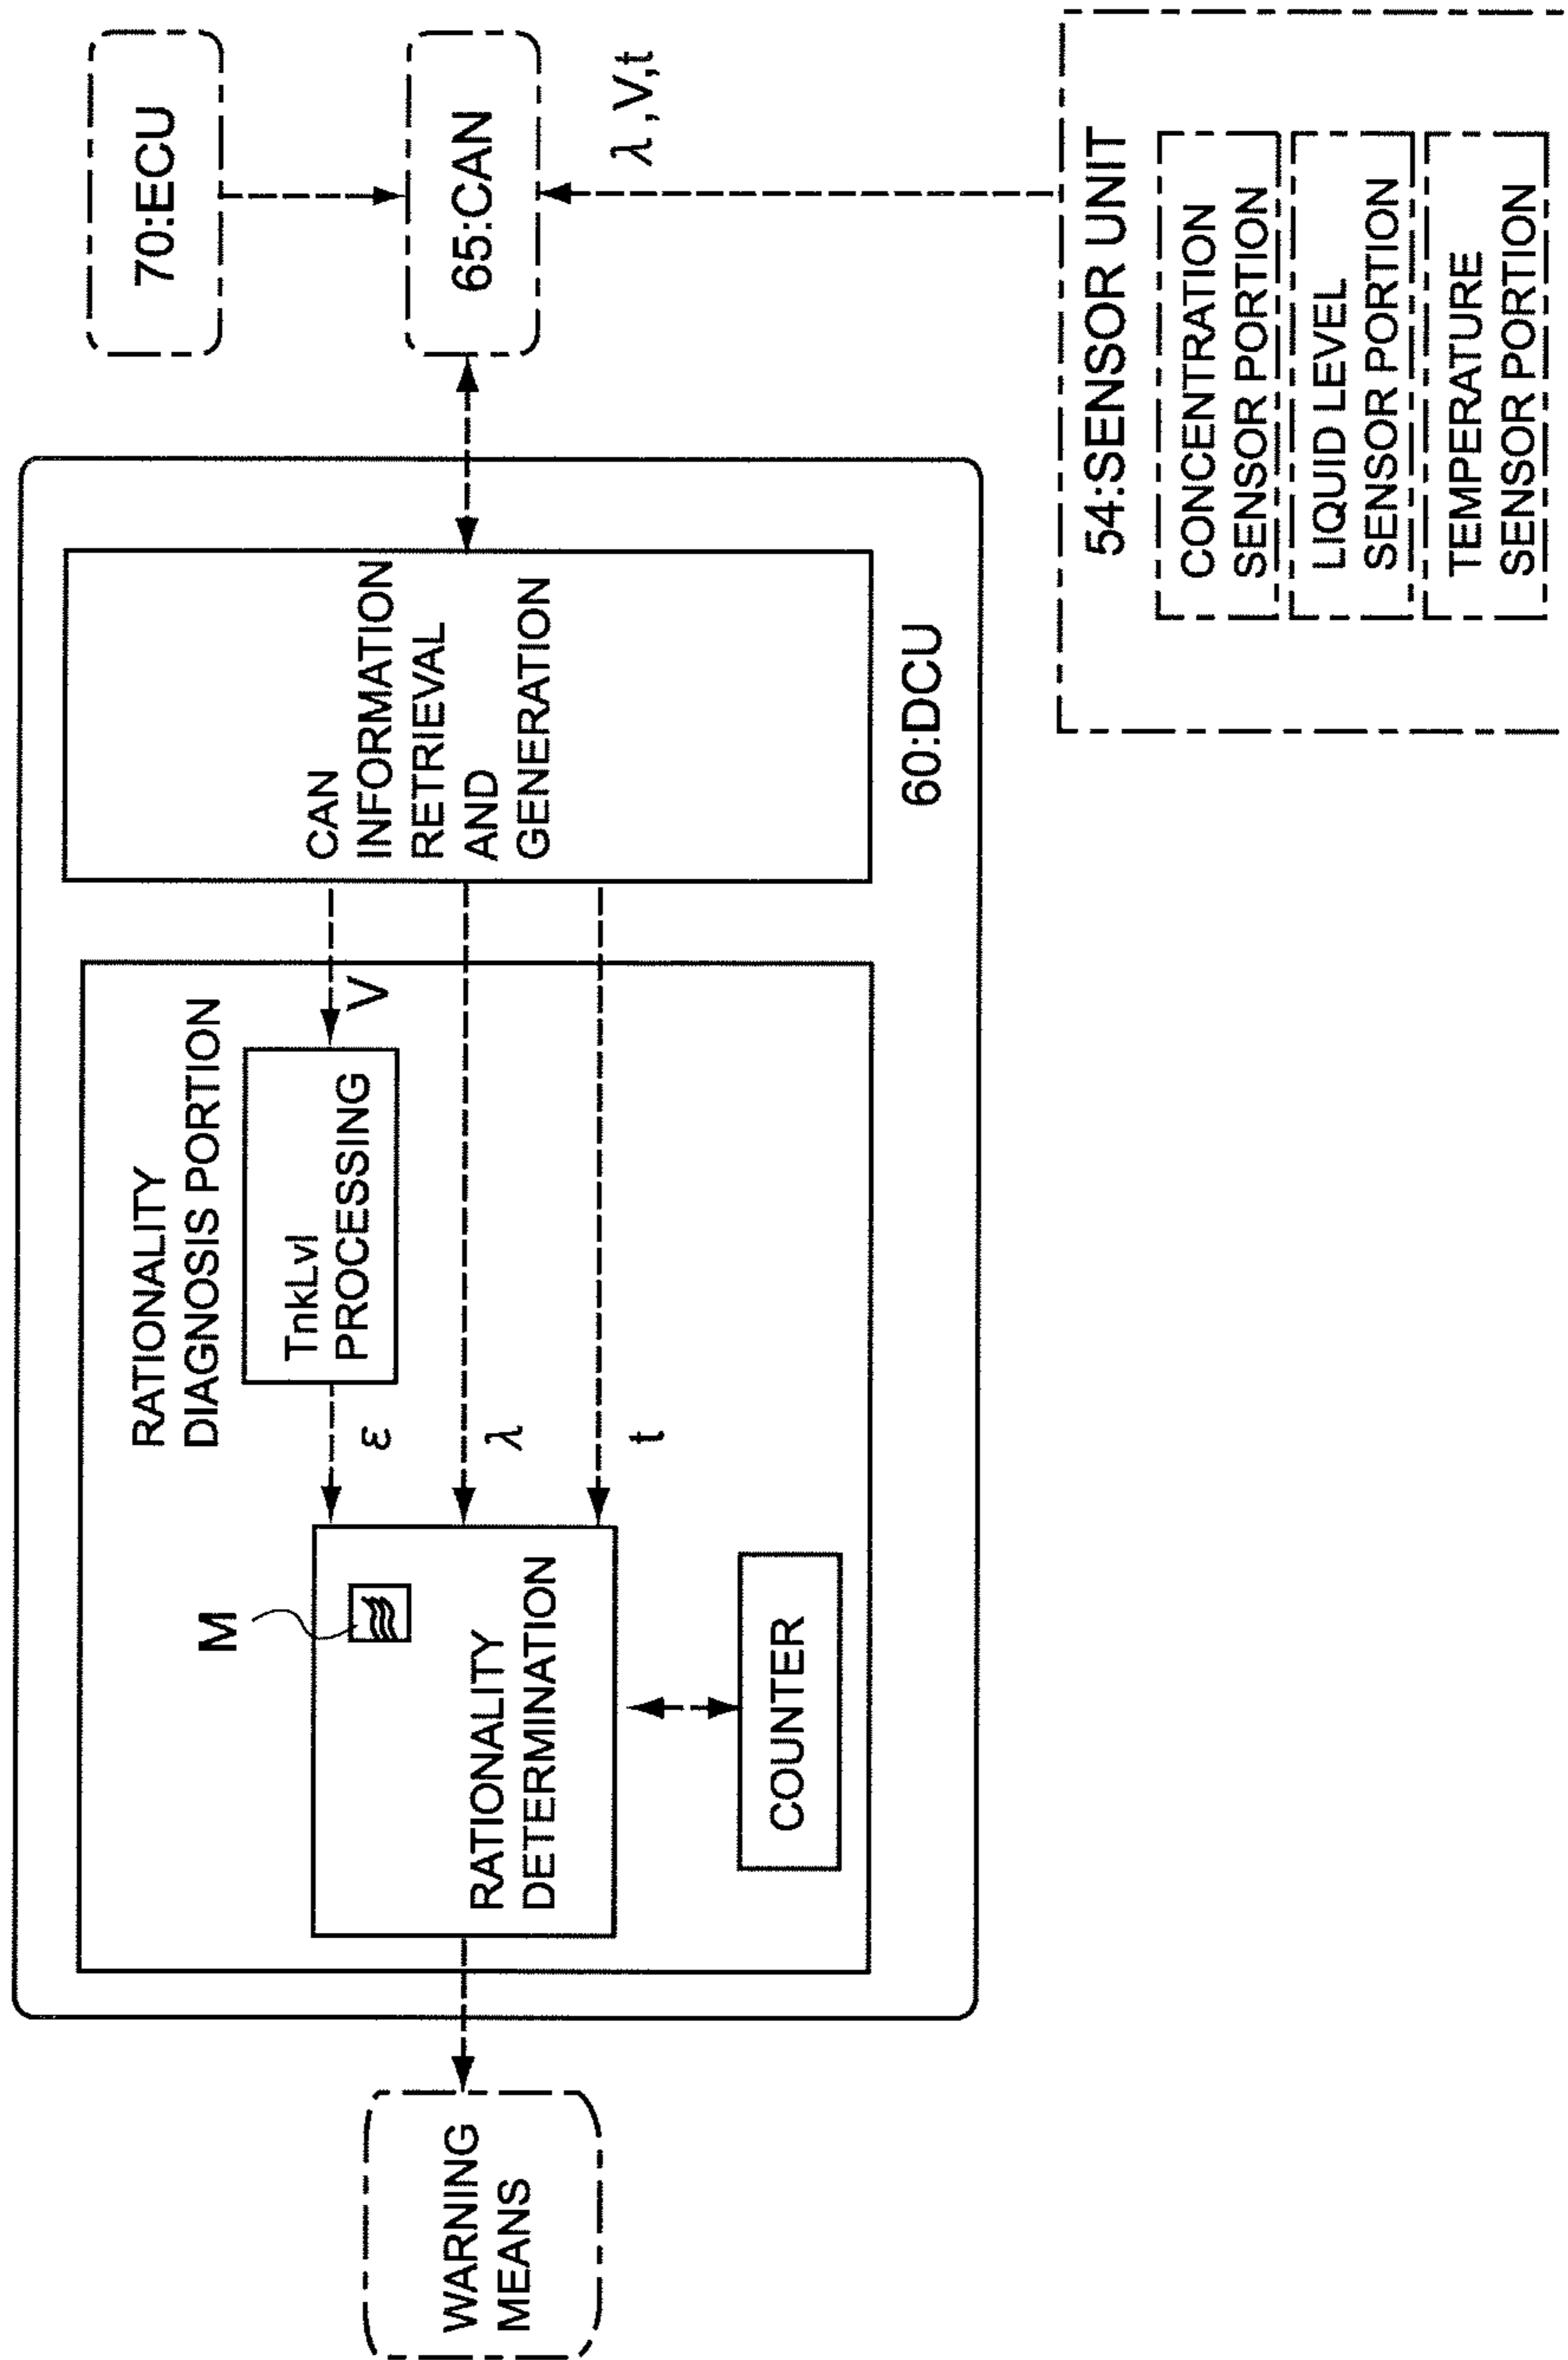 WARNING
MEANS
RATIONALITY
DIAGNOSIS PORTION
M
RATIONALITY
DETERMINATION
COUNTER
ε
λ
t
TnkLvl
PROCESSING
V
CAN
INFORMATION
RETRIEVAL
AND
GENERATION
60:DCU
70:ECU
65:CAN
λ,V,t
54:SENSOR UNIT
CONCENTRATION
SENSOR PORTION
LIQUID LEVEL
SENSOR PORTION
TEMPERATURE
SENSOR PORTION